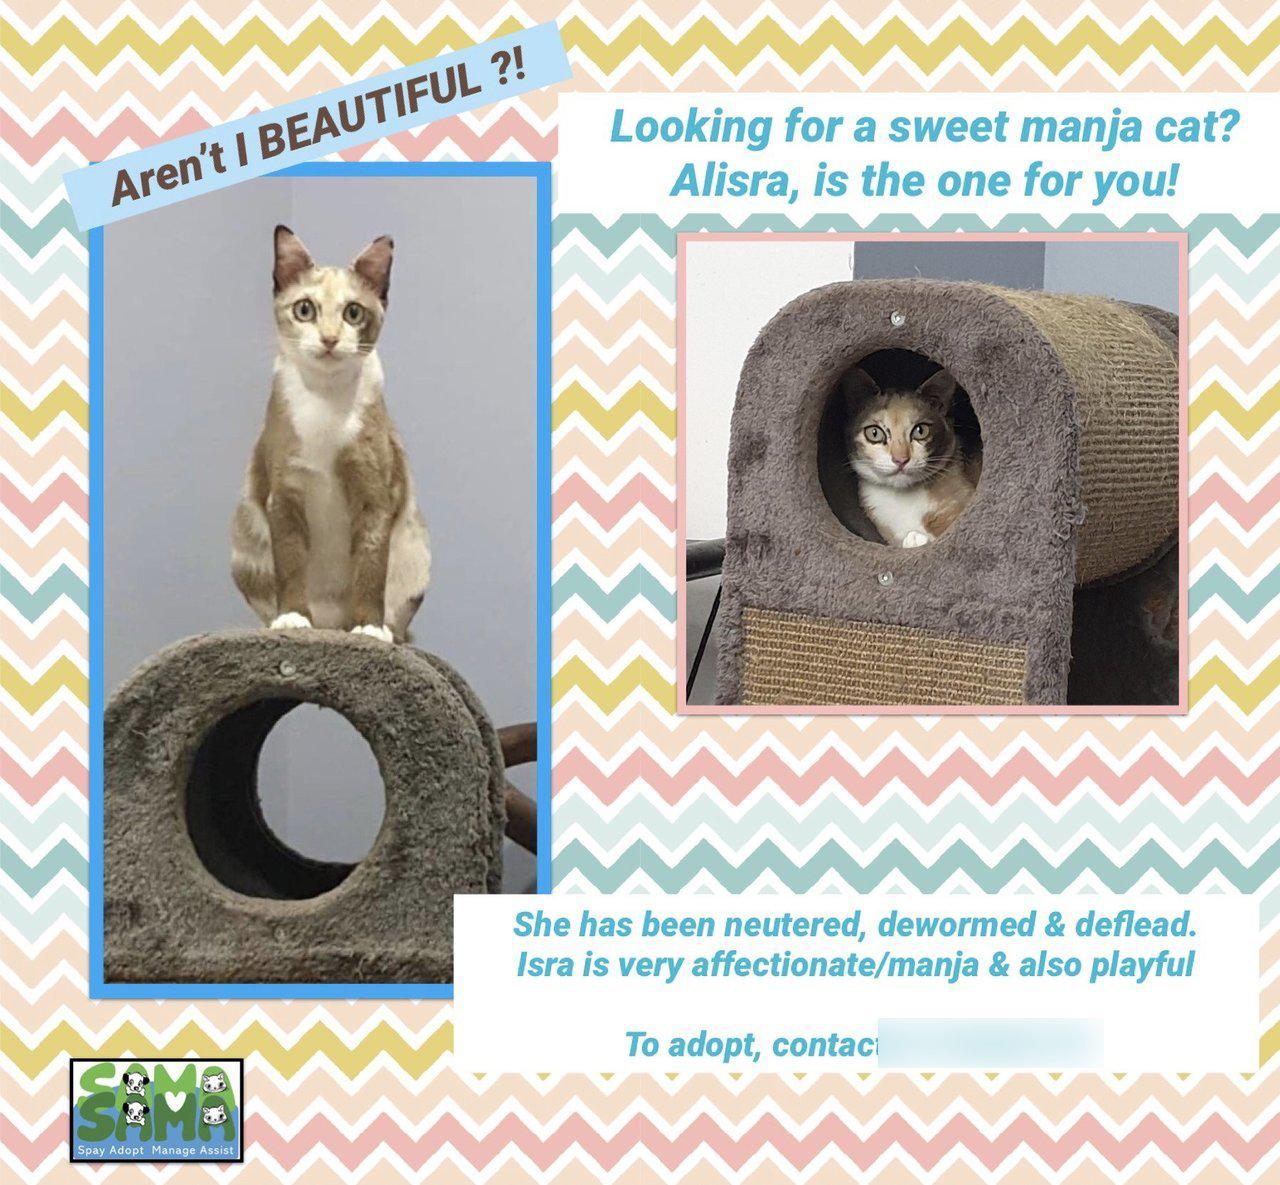 Aren't I BEAUTIFUL ?!
Looking for a sweet manja cat?
Alisra, is the one for you!
She has been neutered, dewormed & deflead.
Isra is very affectionate/manja & also playful
To adopt, contact
SAMA
SAMA
Spay Adopt Manage Assist